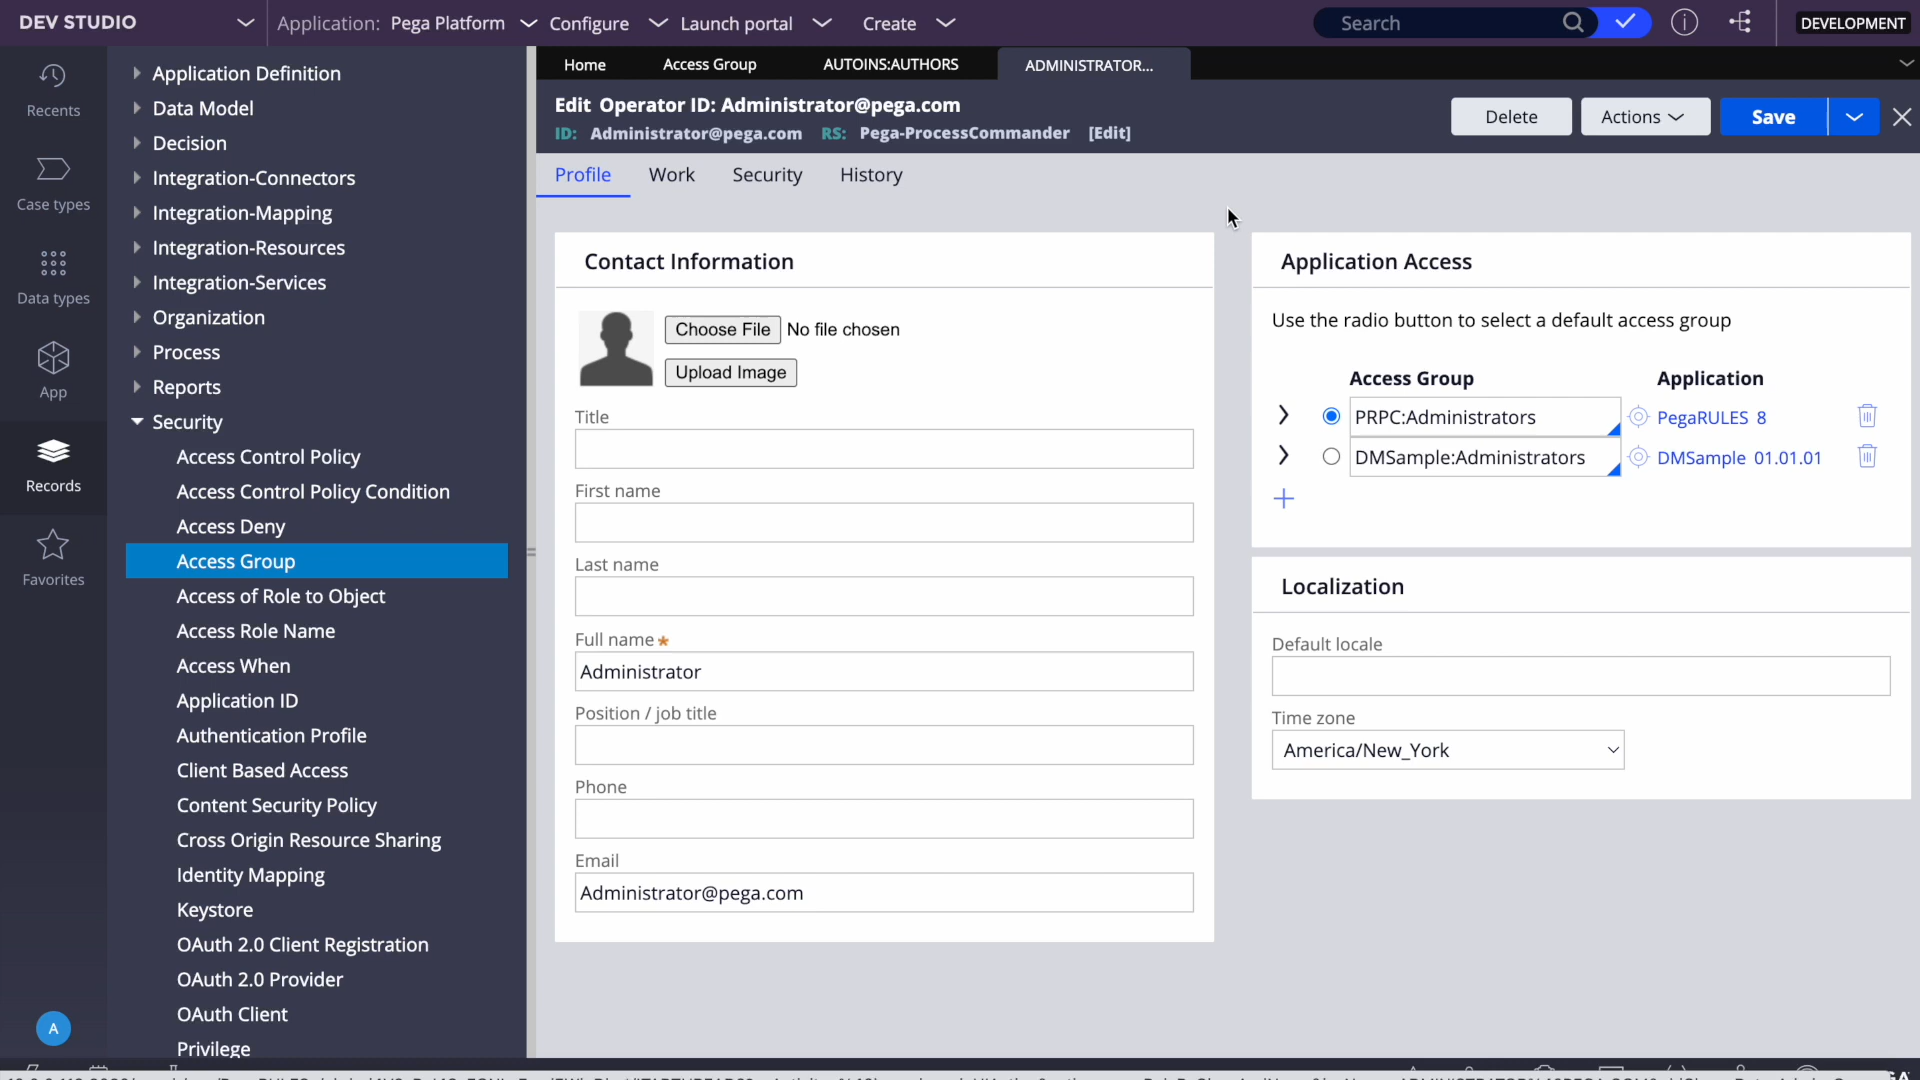 DEV STUDIO
Application: Pega Platform
Configure
Launch portal
Create
Search
DEVELOPMENT
Recents
Case types
Data types
App
Records
Favorites
A
Application Definition
Data Model
Decision
Integration-Connectors
Integration-Mapping
Integration-Resources
Integration-Services
Organization
Process
Reports
Security
Access Control Policy
Access Control Policy Condition
Access Deny
Access Group
Access of Role to Object
Access Role Name
Access When
Application ID
Authentication Profile
Client Based Access
Content Security Policy
Cross Origin Resource Sharing
Identity Mapping
Keystore
OAuth 2.0 Client Registration
OAuth 2.0 Provider
OAuth Client
Privilege
Home
Access Group
AUTOINS:AUTHORS
ADMINISTRATOR...
Edit Operator ID: Administrator@pega.com
ID: Administrator@pega.com RS: Pega-ProcessCommander [Edit]
Delete
Actions
Save
Profile
Work
Security
History
Contact Information
Choose File No file chosen
Upload Image
Title
First name
Last name
Full name *
Administrator
Position / job title
Phone
Email
Administrator@pega.com
Application Access
Use the radio button to select a default access group
Access Group Application
PRPC:Administrators PegaRULES 8
DMSample:Administrators DMSample 01.01.01
Localization
Default locale
Time zone
America/New_York